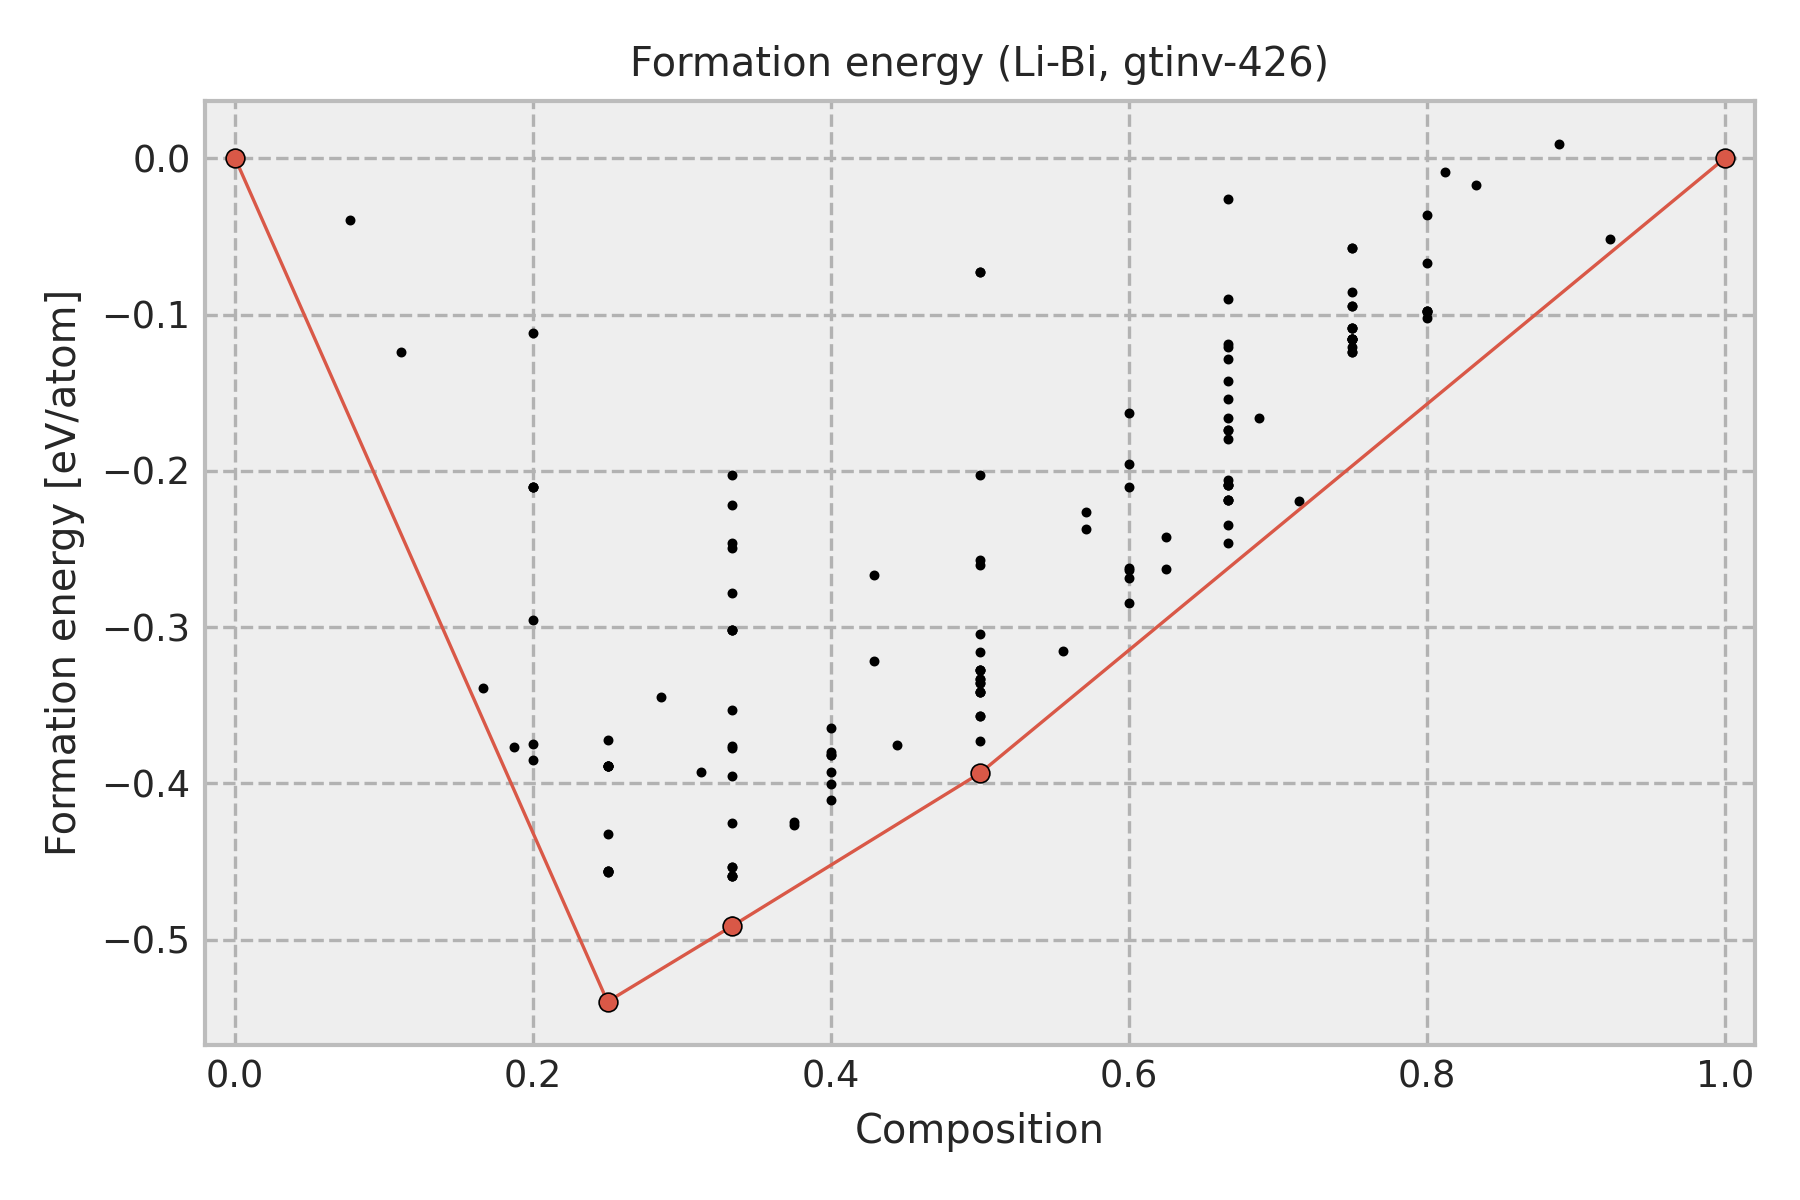 Formation energy (Li-Bi, gtinv-426)
Formation energy [eV/atom]
0.0
−0.1
−0.2
−0.3
−0.4
−0.5
0.0 0.2 0.4 0.6 0.8 1.0
Composition